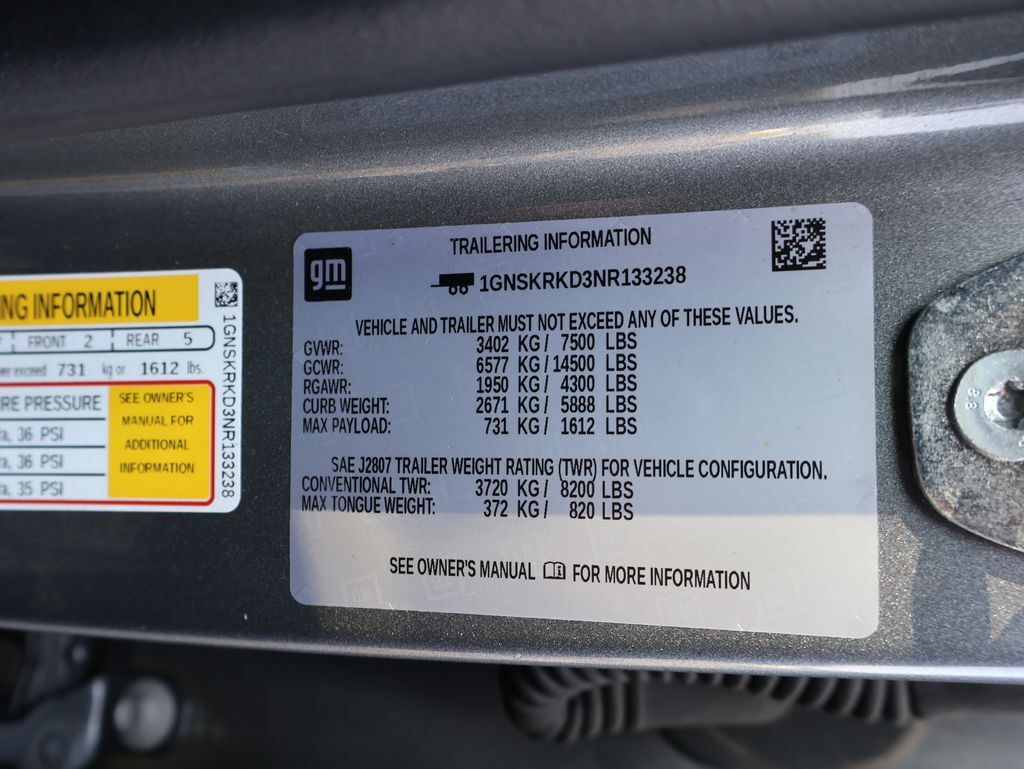 NG INFORMATION
FRONT 2 REAR 5
exceed 731 kg or 1612 lbs.
RE PRESSURE
36 PSI
36 PSI
35 PSI
SEE OWNER'S
MANUAL FOR
ADDITIONAL
INFORMATION
1GNSKRKD3NR133238
gm
TRAILERING INFORMATION
1GNSKRKD3NR133238
VEHICLE AND TRAILER MUST NOT EXCEED ANY OF THESE VALUES.
GVWR: 3402 KG / 7500 LBS
GCWR: 6577 KG / 14500 LBS
RGAWR: 1950 KG / 4300 LBS
CURB WEIGHT: 2671 KG / 5888 LBS
MAX PAYLOAD: 731 KG / 1612 LBS
SAE J2807 TRAILER WEIGHT RATING (TWR) FOR VEHICLE CONFIGURATION.
CONVENTIONAL TWR: 3720 KG / 8200 LBS
MAX TONGUE WEIGHT: 372 KG / 820 LBS
SEE OWNER'S MANUAL FOR MORE INFORMATION